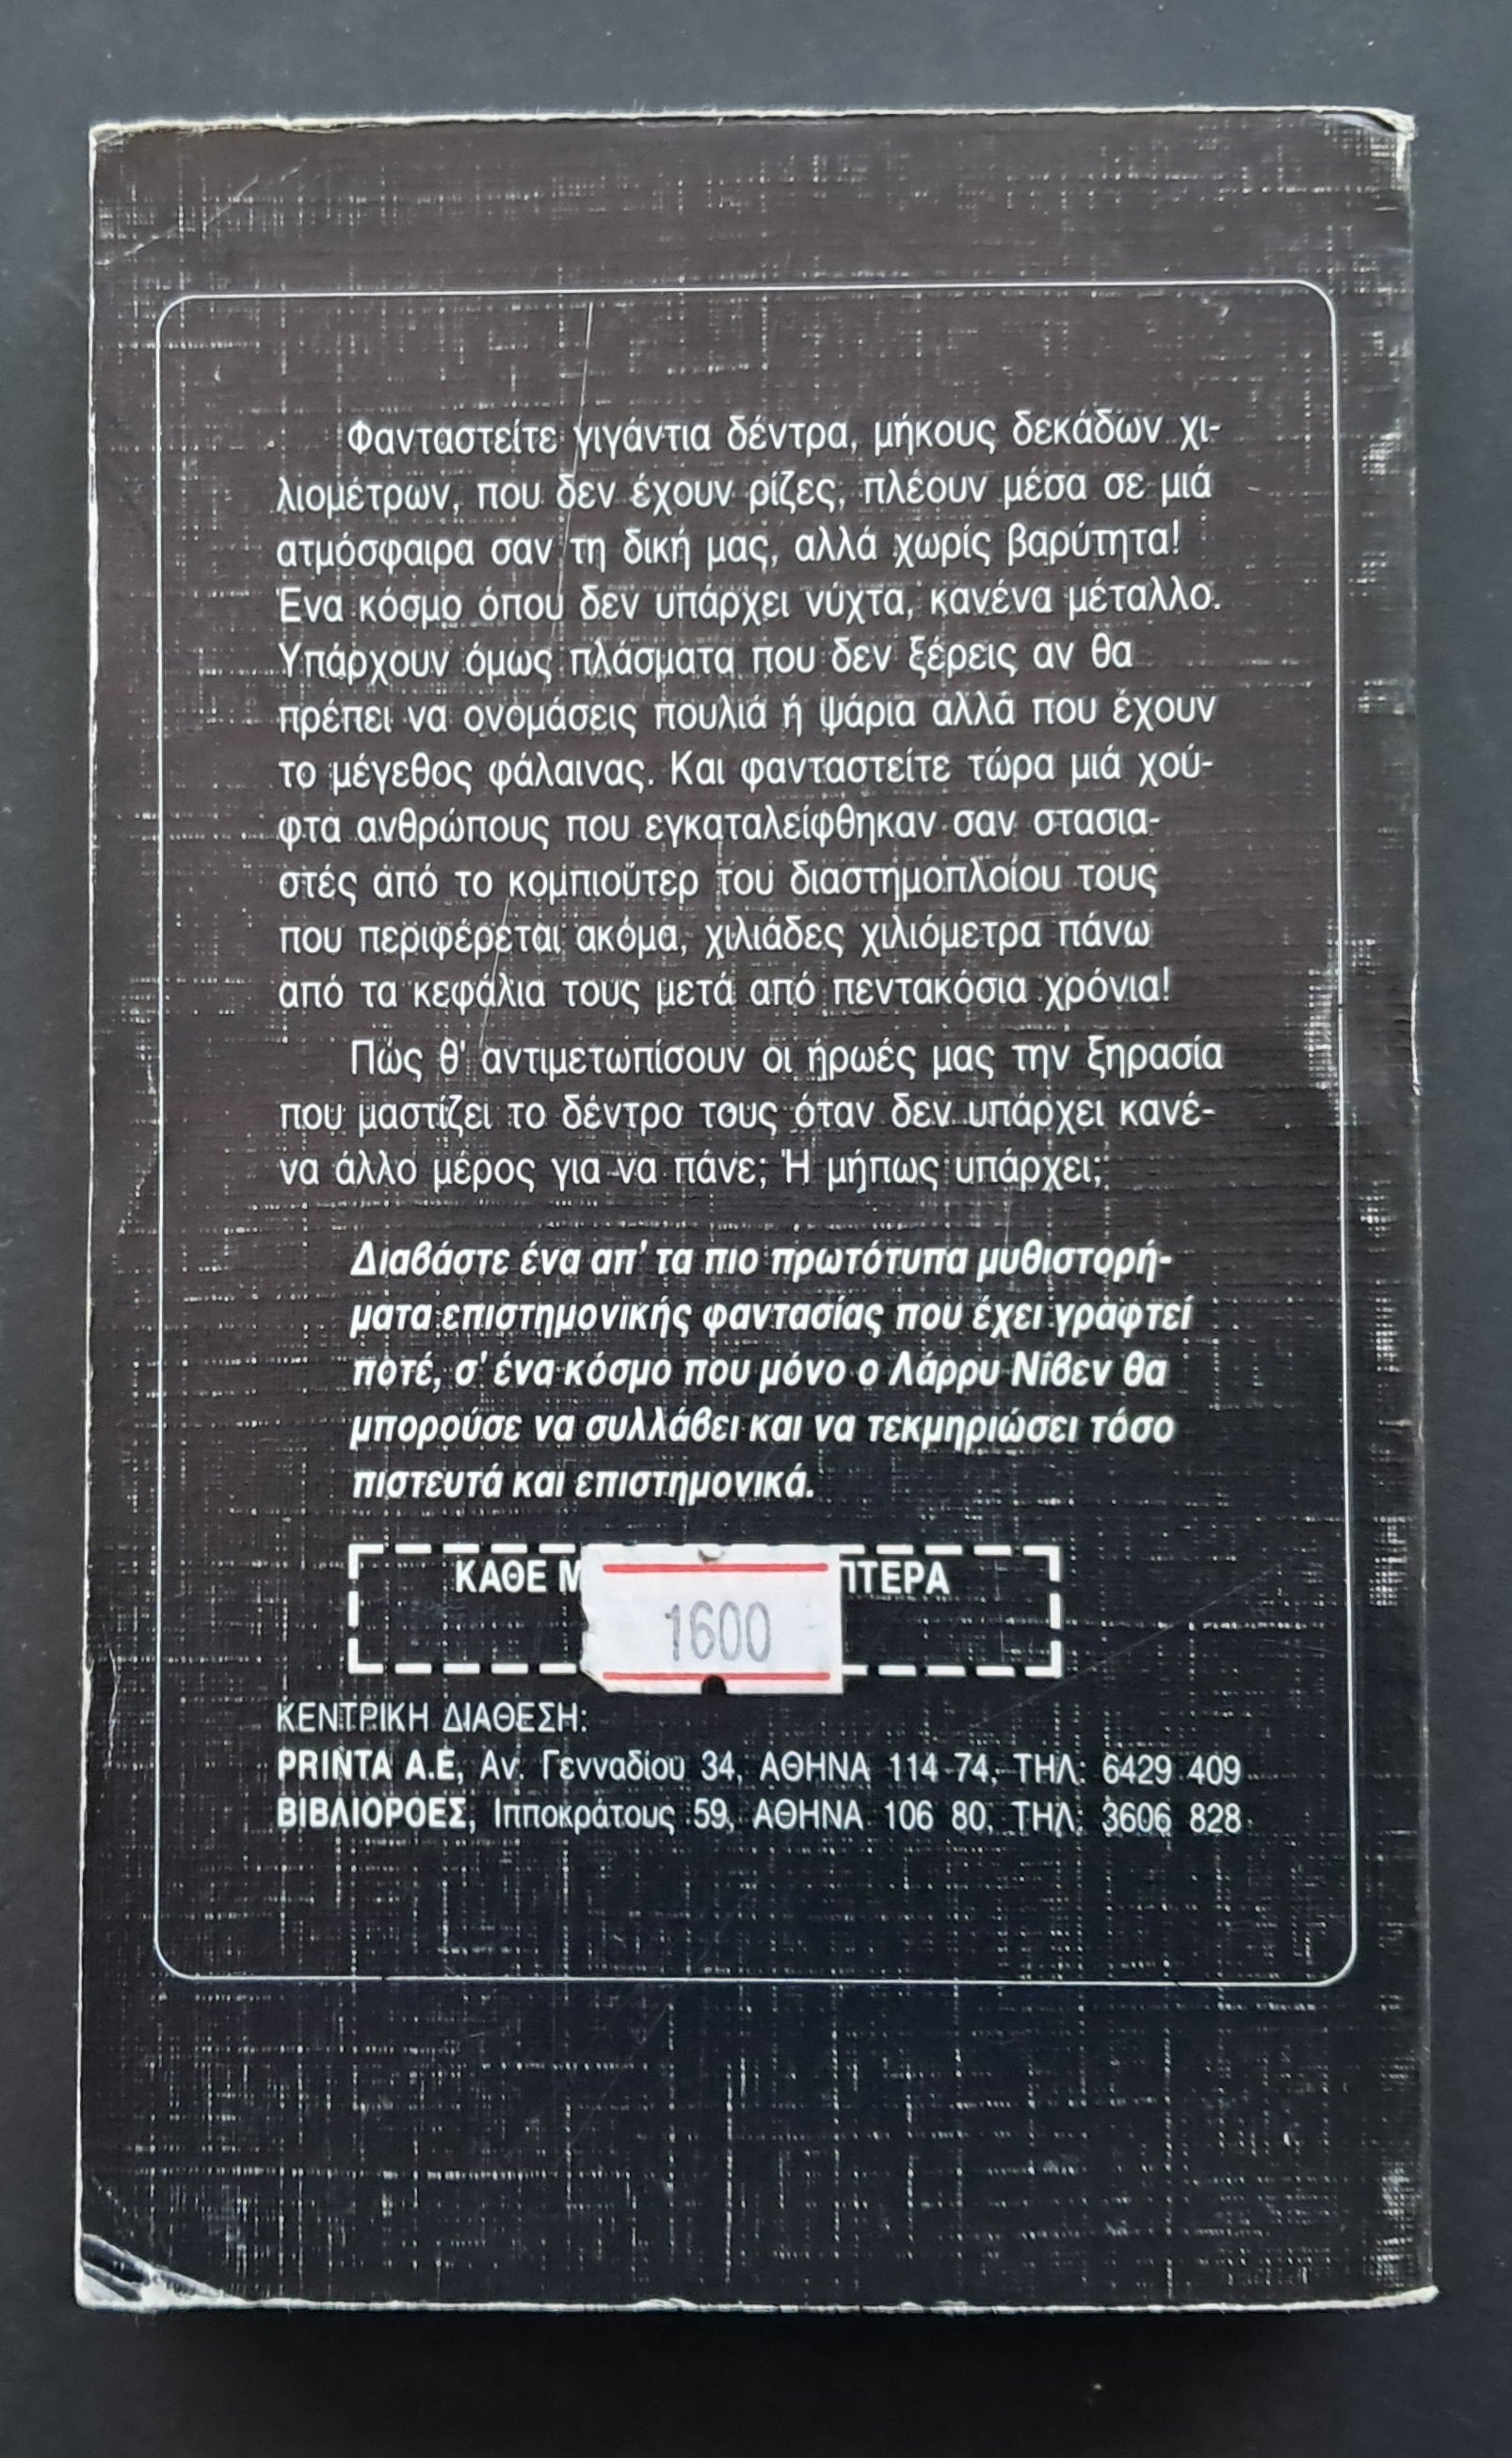 Φανταστείτε γιγάντια δέντρα, μήκους δεκάδων χι-
λιομέτρων, που δεν έχουν ρίζες, πλέουν μέσα σε μιά
ατμόσφαιρα σαν τη δική μας, αλλά χωρίς βαρύτητα!
Ένα κόσμο όπου δεν υπάρχει νύχτα, κανένα μέταλλο.
Υπάρχουν όμως πλάσματα που δεν ξέρεις αν θα
πρέπει να ονομάσεις πουλιά ή ψάρια αλλά που έχουν
το μέγεθος φάλαινας. Και φανταστείτε τώρα μιά χού-
φτα ανθρώπους που εγκαταλείφθηκαν σαν στασια-
στές από το κομπιούτερ του διαστημοπλοίου τους
που περιφέρεται ακόμα, χιλιάδες χιλιόμετρα πάνω
από τα κεφάλια τους μετά από πεντακόσια χρόνια!
Πώς θ' αντιμετωπίσουν οι ήρωές μας την ξηρασία
που μαστίζει το δέντρο τους όταν δεν υπάρχει κανέ-
να άλλο μέρος για να πάνε; Ή μήπως υπάρχει;
Διαβάστε ένα απ' τα πιο πρωτότυπα μυθιστορή-
ματα επιστημονικής φαντασίας που έχει γραφτεί
ποτέ, σ' ένα κόσμο που μόνο ο Λάρρυ Νίβεν θα
μπορούσε να συλλάβει και να τεκμηριώσει τόσο
πιστευτά και επιστημονικά.
ΚΑΘΕ
1600
ΚΕΝΤΡΙΚΗ ΔΙΑΘΕΣΗ:
PRINTA A.E, Αν. Γενναδίου 34, ΑΘΗΝΑ 114 74, ΤΗΛ: 6429 409
ΒΙΒΛΙΟΡΟΕΣ, Ιπποκράτους 59, ΑΘΗΝΑ 106 80, ΤΗΛ: 3606 828